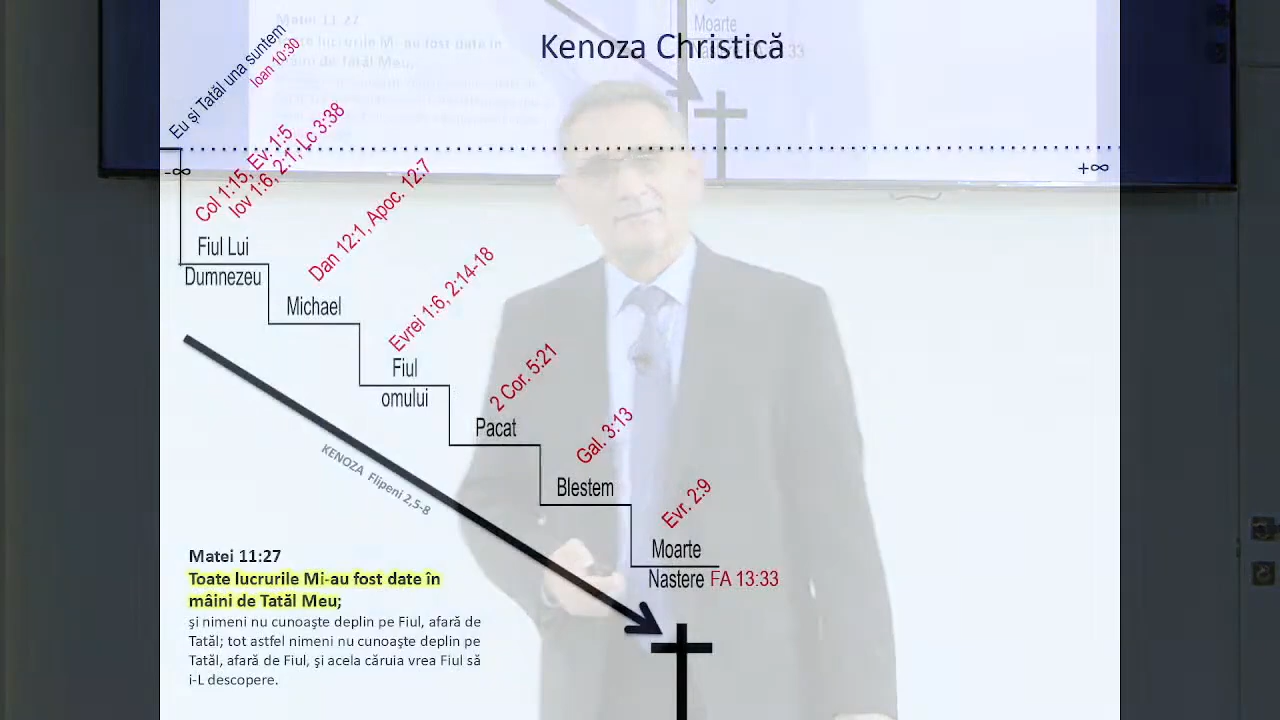 Matei 11 27
Moarte
Kenoza Christică
Eu și Tatăl una suntem
Ioan 10:30
-∞
+∞
Col 1:15, Ev. 1:5
Iov 1:6, 2:1, Lc 3:38
Fiul Lui
Dumnezeu
Dan 12:1, Apoc. 12:7
Michael
Evrei 1:6, 2:14-18
Fiul
omului
2 Cor. 5:21
Pacat
Gal. 3:13
Blestem
Evr. 2:9
Moarte
Nastere FA 13:33
KENOZA Flipeni 2,5-8
Matei 11:27
Toate lucrurile Mi-au fost date în
mâini de Tatăl Meu;
şi nimeni nu cunoaşte deplin pe Fiul, afară de
Tatăl; tot astfel nimeni nu cunoaşte deplin pe
Tatăl, afară de Fiul, şi acela căruia vrea Fiul să
i-L descopere.